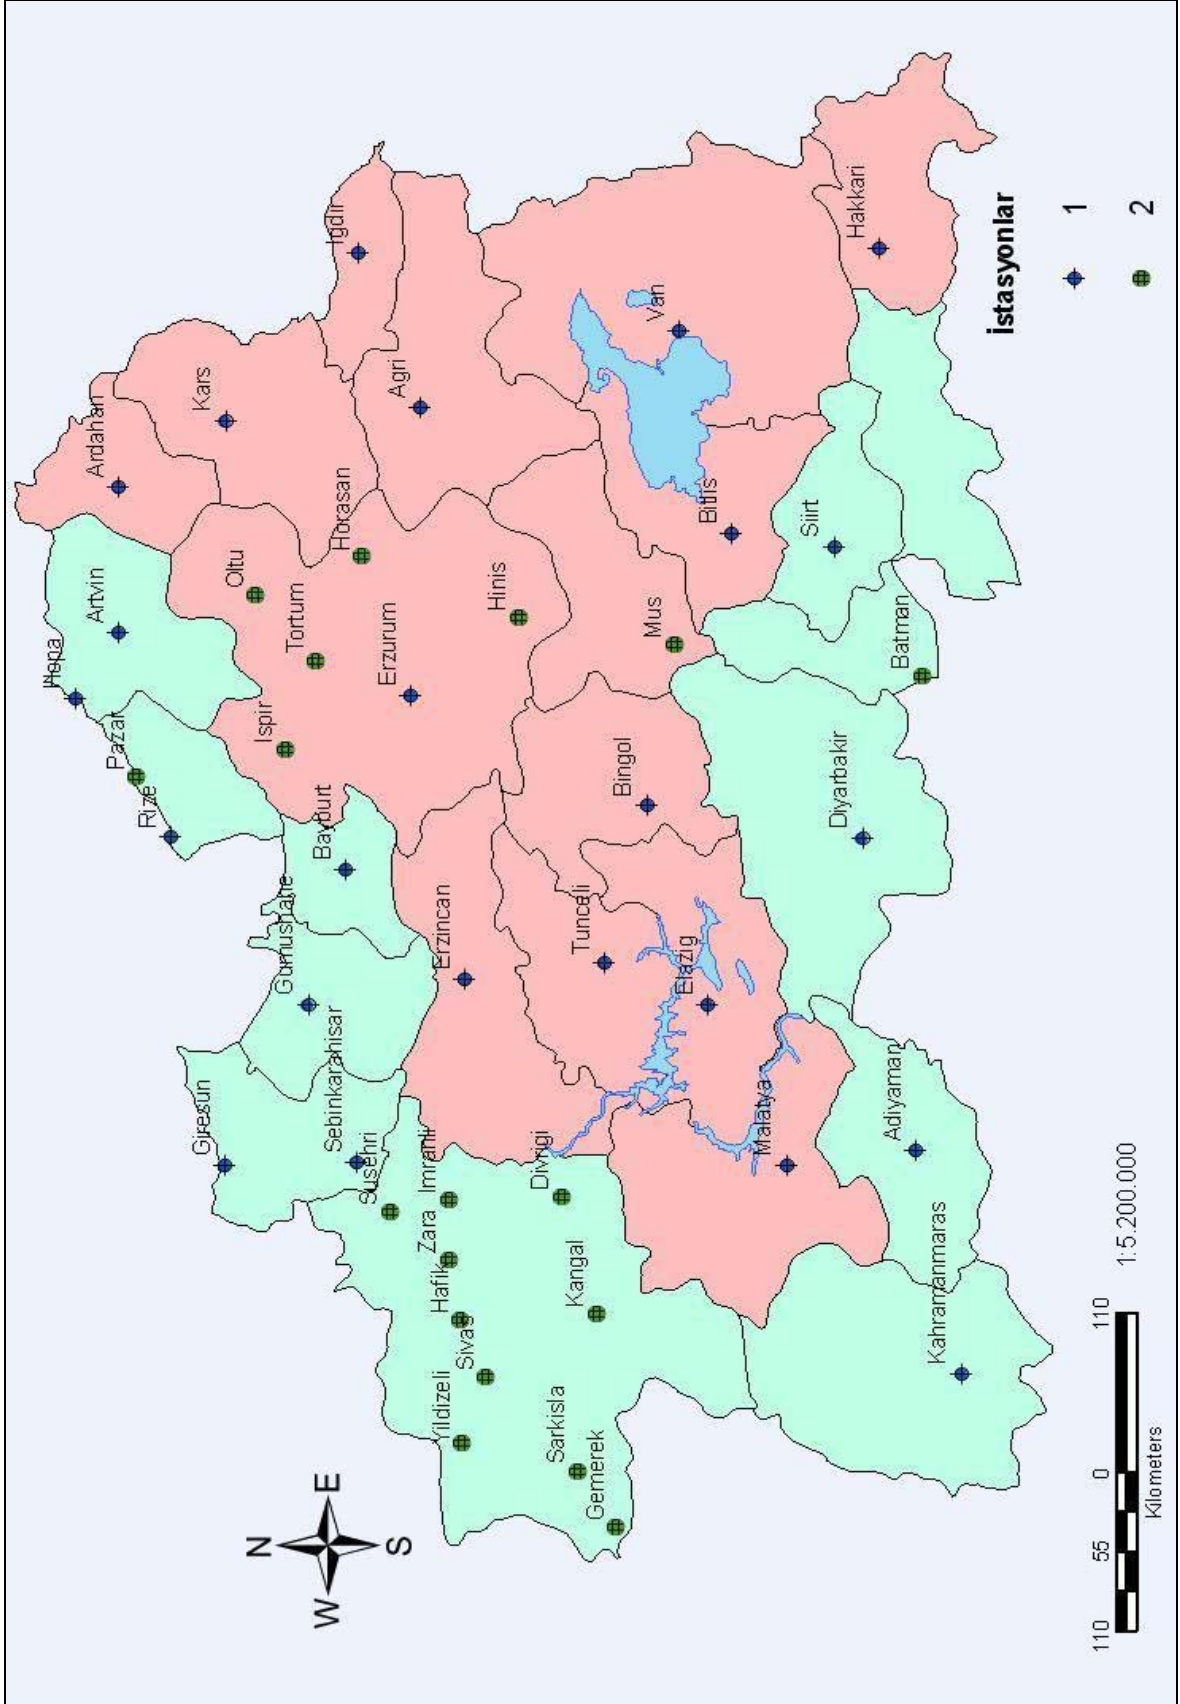 N
W
E
S
Ardahan
Hopa
Artvin
Pazar
Rize
Kars
Oltu
Igdir
Giresun
Gumushane
Bayburt
Ispir
Tortum
Horasan
Sebinkarahisar
Susehri
Erzurum
Agri
Yildizeli
Sivas
Hafik
Zara
Imranli
Erzincan
Hinis
Divrigi
Gemerek
Sarkisla
Kangal
Tunceli
Bingol
Mus
Van
Elazig
Bitlis
Malatya
Siirt
Hakkari
Diyarbakir
Adiyaman
Batman
Kahramanmaras
İstasyonlar
1
2
1:5.200.000
110 55 0 110
Kilometers